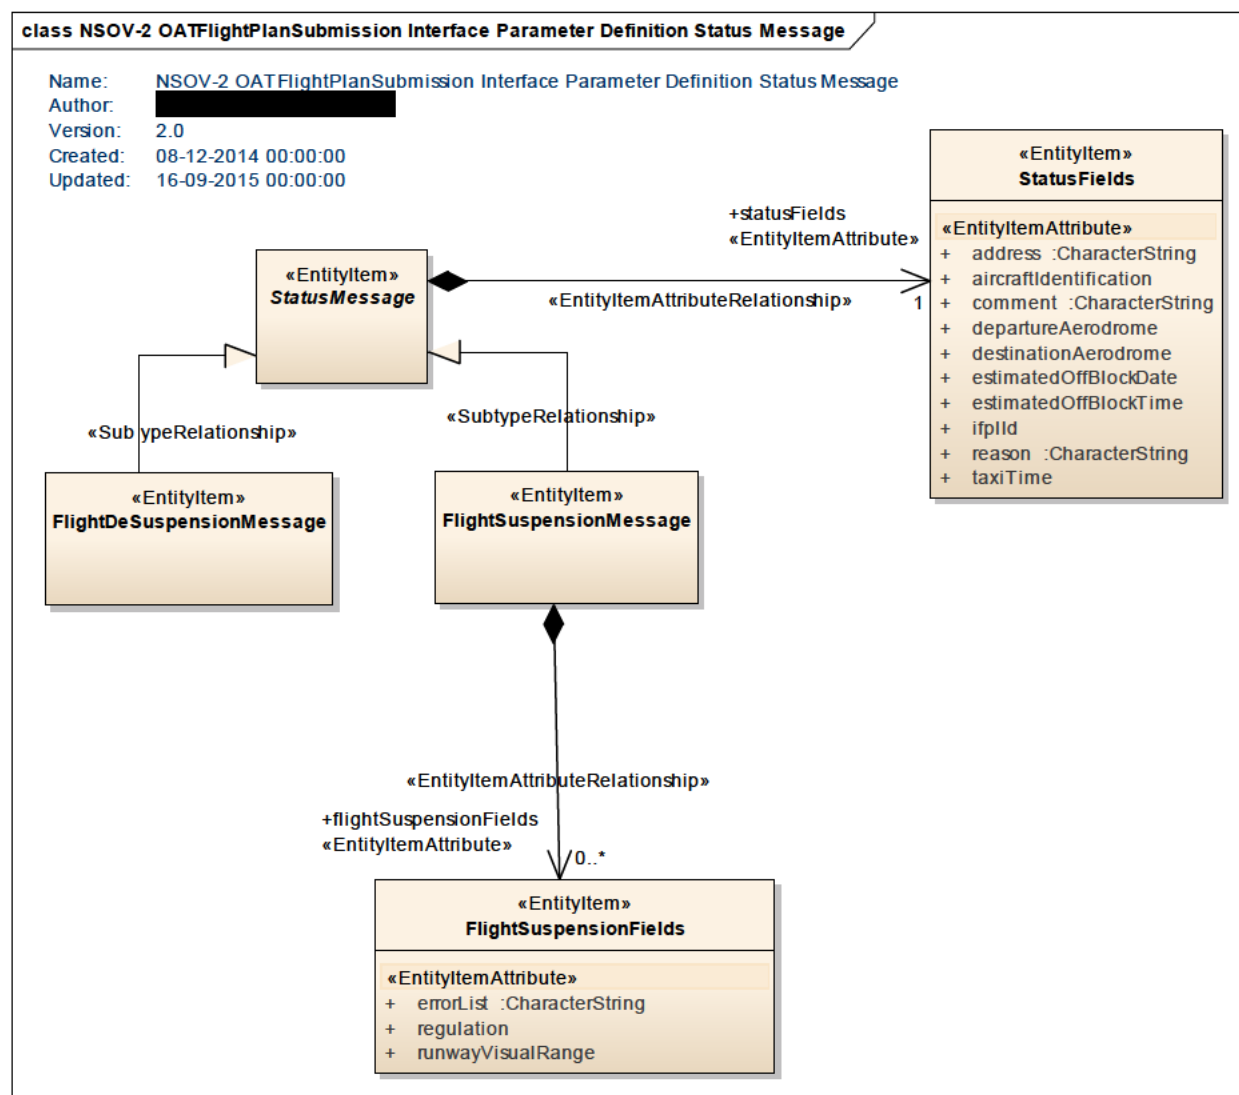 class NSOV-2 OATFlightPlanSubmission Interface Parameter Definition Status Message
Name: NSOV-2 OATFlightPlanSubmission Interface Parameter Definition Status Message
Author:
Version: 2.0
Created: 08-12-2014 00:00:00
Updated: 16-09-2015 00:00:00
«EntityItem»
StatusFields
«EntityItemAttribute»
+ address :CharacterString
+ aircraftIdentification
+ comment :CharacterString
+ departureAerodrome
+ destinationAerodrome
+ estimatedOffBlockDate
+ estimatedOffBlockTime
+ ifplId
+ reason :CharacterString
+ taxiTime
+statusFields
«EntityItemAttribute»
«EntityItemAttributeRelationship»
1
«EntityItem»
StatusMessage
«SubtypeRelationship»
«SubtypeRelationship»
«EntityItem»
FlightDeSuspensionMessage
«EntityItem»
FlightSuspensionMessage
«EntityItemAttributeRelationship»
+flightSuspensionFields
«EntityItemAttribute»
0..*
«EntityItem»
FlightSuspensionFields
«EntityItemAttribute»
+ errorList :CharacterString
+ regulation
+ runwayVisualRange